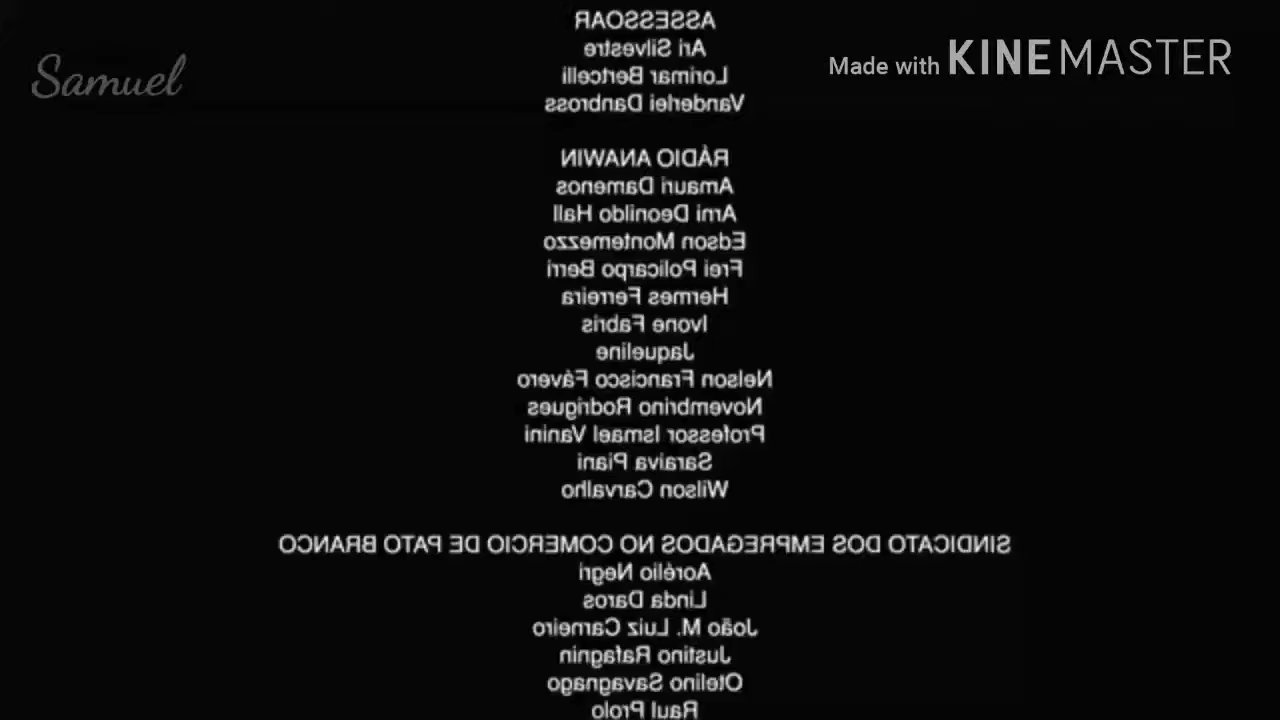 Samuel
Made with KINEMASTER
ASSESSOAR
Ari Silvestre
Lorimar Bertcelli
Vanderlei Danbross
RÁDIO ANAWIN
Amauri Damenos
Arni Deonildo Hall
Edson Montemezzo
Frei Policarpo Berri
Hermes Ferreira
Ivone Fabris
Jaqueline
Nelson Francisco Fávero
Novembrino Rodrigues
Professor Ismael Vanini
Saraiva Piani
Wilson Carvalho
SINDICATO DOS EMPREGADOS NO COMERCIO DE PATO BRANCO
Aorélio Negri
Linda Daros
João M. Luiz Carneiro
Justino Rafagnin
Otelino Savagnago
Raul Prolo